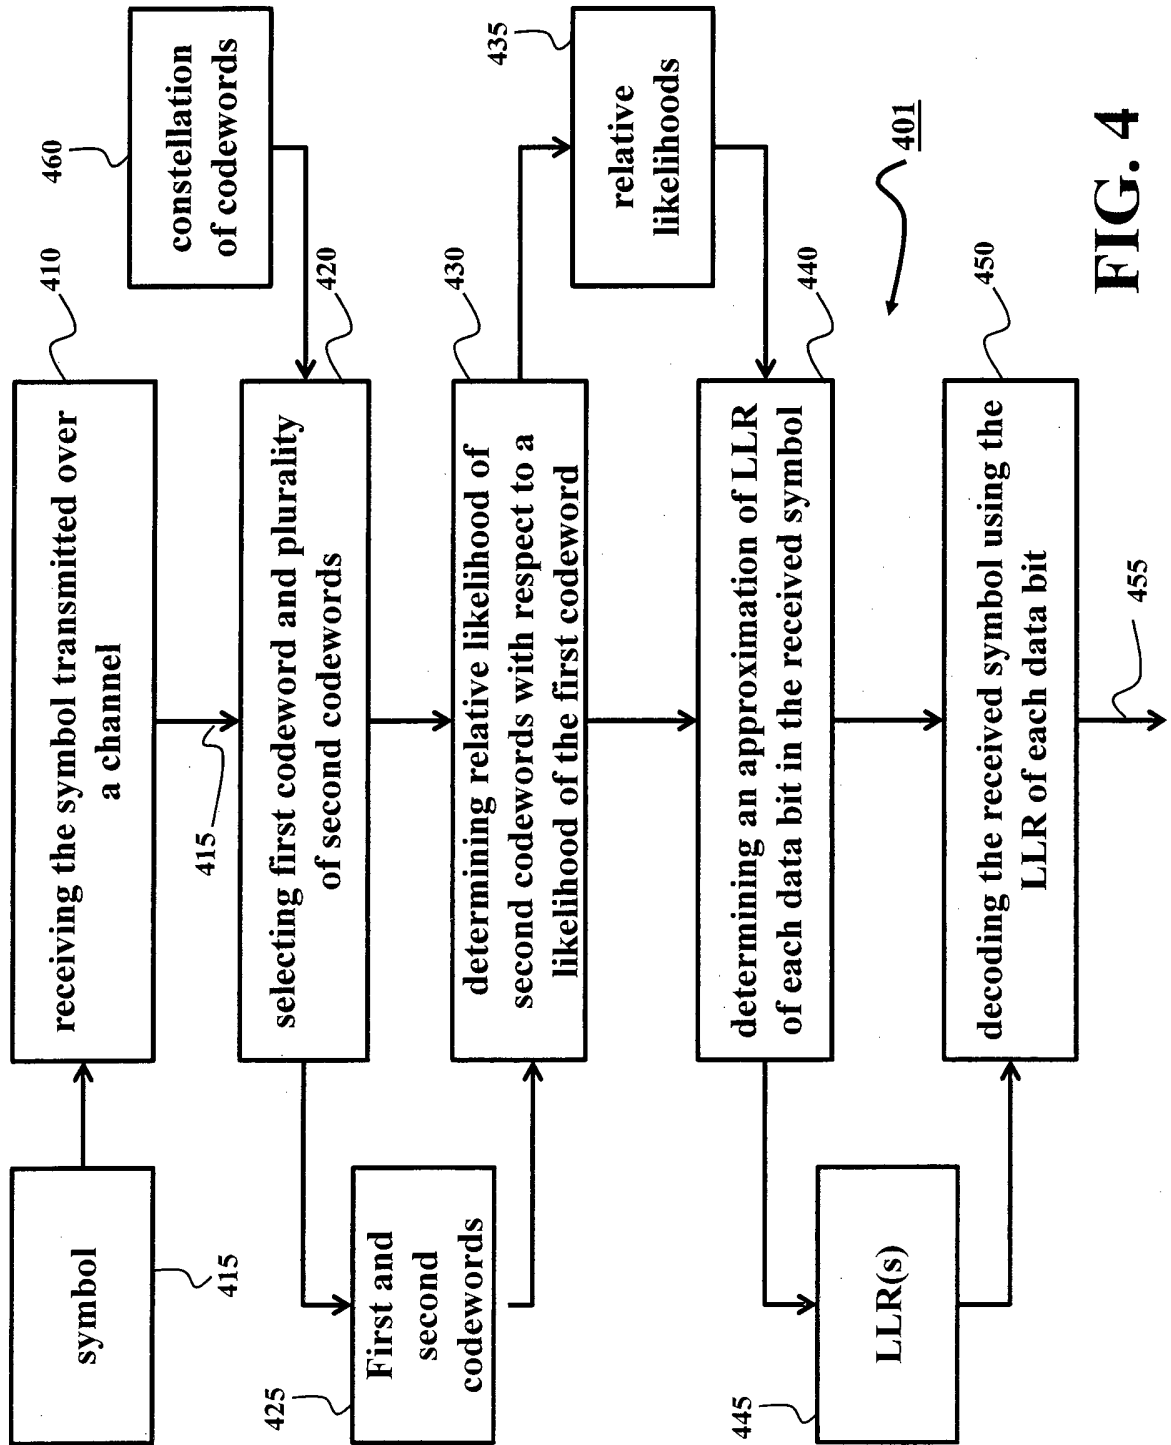 symbol
415
receiving the symbol transmitted over
a channel
410
415
constellation
of codewords
460
selecting first codeword and plurality
of second codewords
420
First and
second
codewords
425
determining relative likelihood of
second codewords with respect to a
likelihood of the first codeword
430
relative
likelihoods
435
determining an approximation of LLR
of each data bit in the received symbol
440
LLR(s)
445
decoding the received symbol using the
LLR of each data bit
450
455
401
FIG. 4